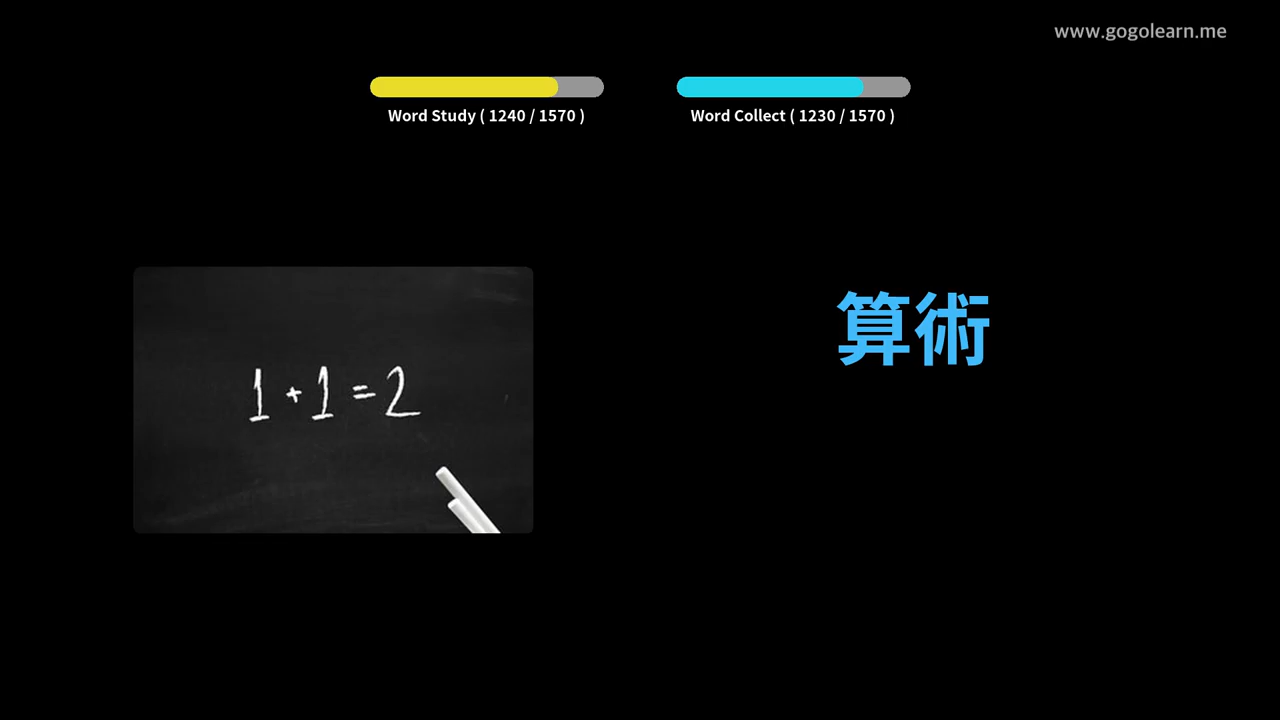 www.gogolearn.me
Word Study ( 1240 / 1570 )
Word Collect ( 1230 / 1570 )
算術
1 + 1 = 2